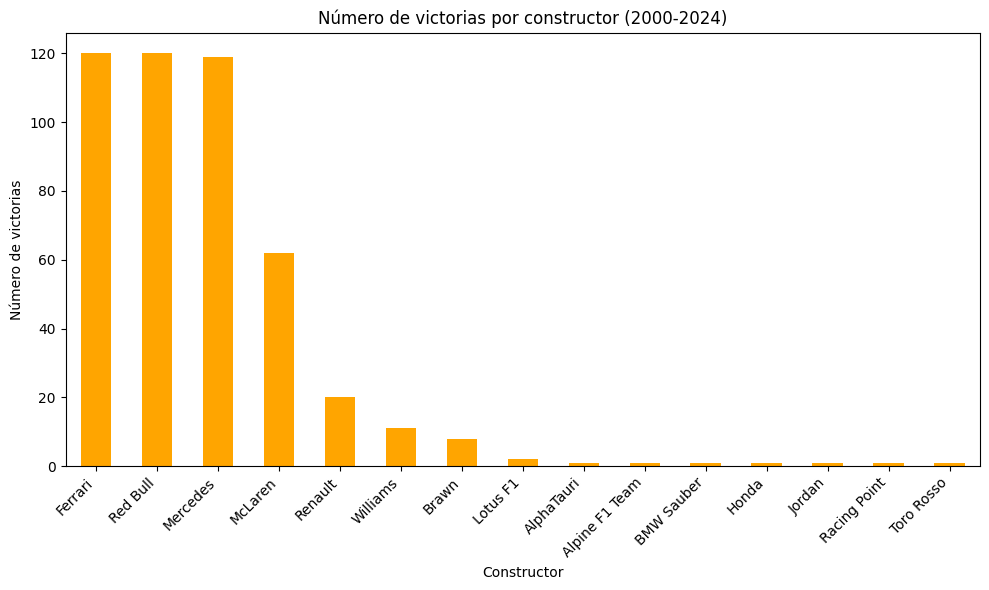 Número de victorias por constructor (2000-2024)
Número de victorias
120
100
80
60
40
20
0
Ferrari
Red Bull
Mercedes
McLaren
Renault
Williams
Brawn
Lotus F1
AlphaTauri
Alpine F1 Team
BMW Sauber
Honda
Jordan
Racing Point
Toro Rosso
Constructor